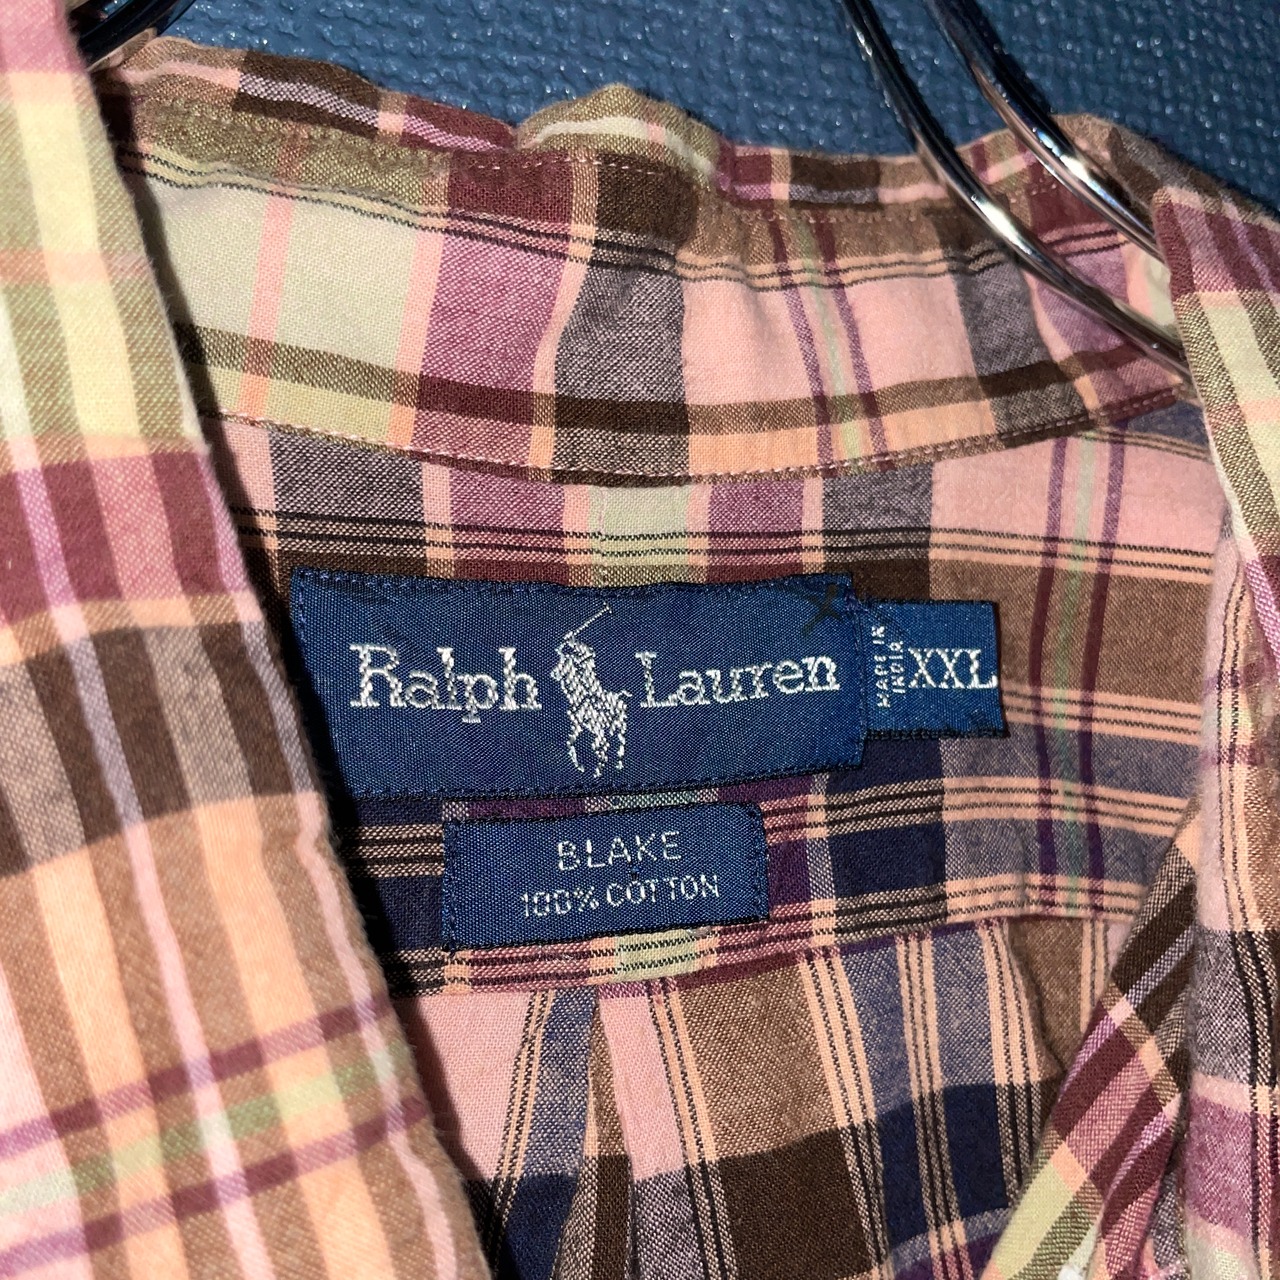 Ralph Lauren
MADE IN
INDIA
XXL
BLAKE
100% COTTON